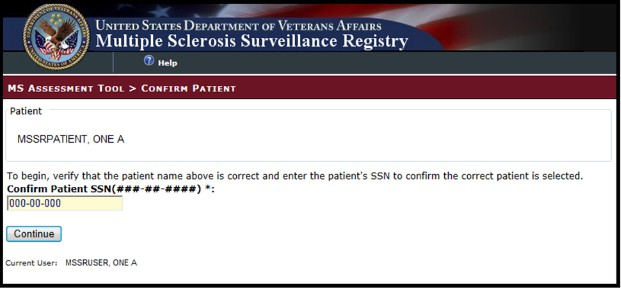 United States Department of Veterans Affairs
Multiple Sclerosis Surveillance Registry
Help
MS Assessment Tool > Confirm Patient
Patient
MSSRPATIENT, ONE A
To begin, verify that the patient name above is correct and enter the patient's SSN to confirm the correct patient is selected.
Confirm Patient SSN(###-##-####) *:
000-00-000
Continue
Current User: MSSRUSER, ONE A